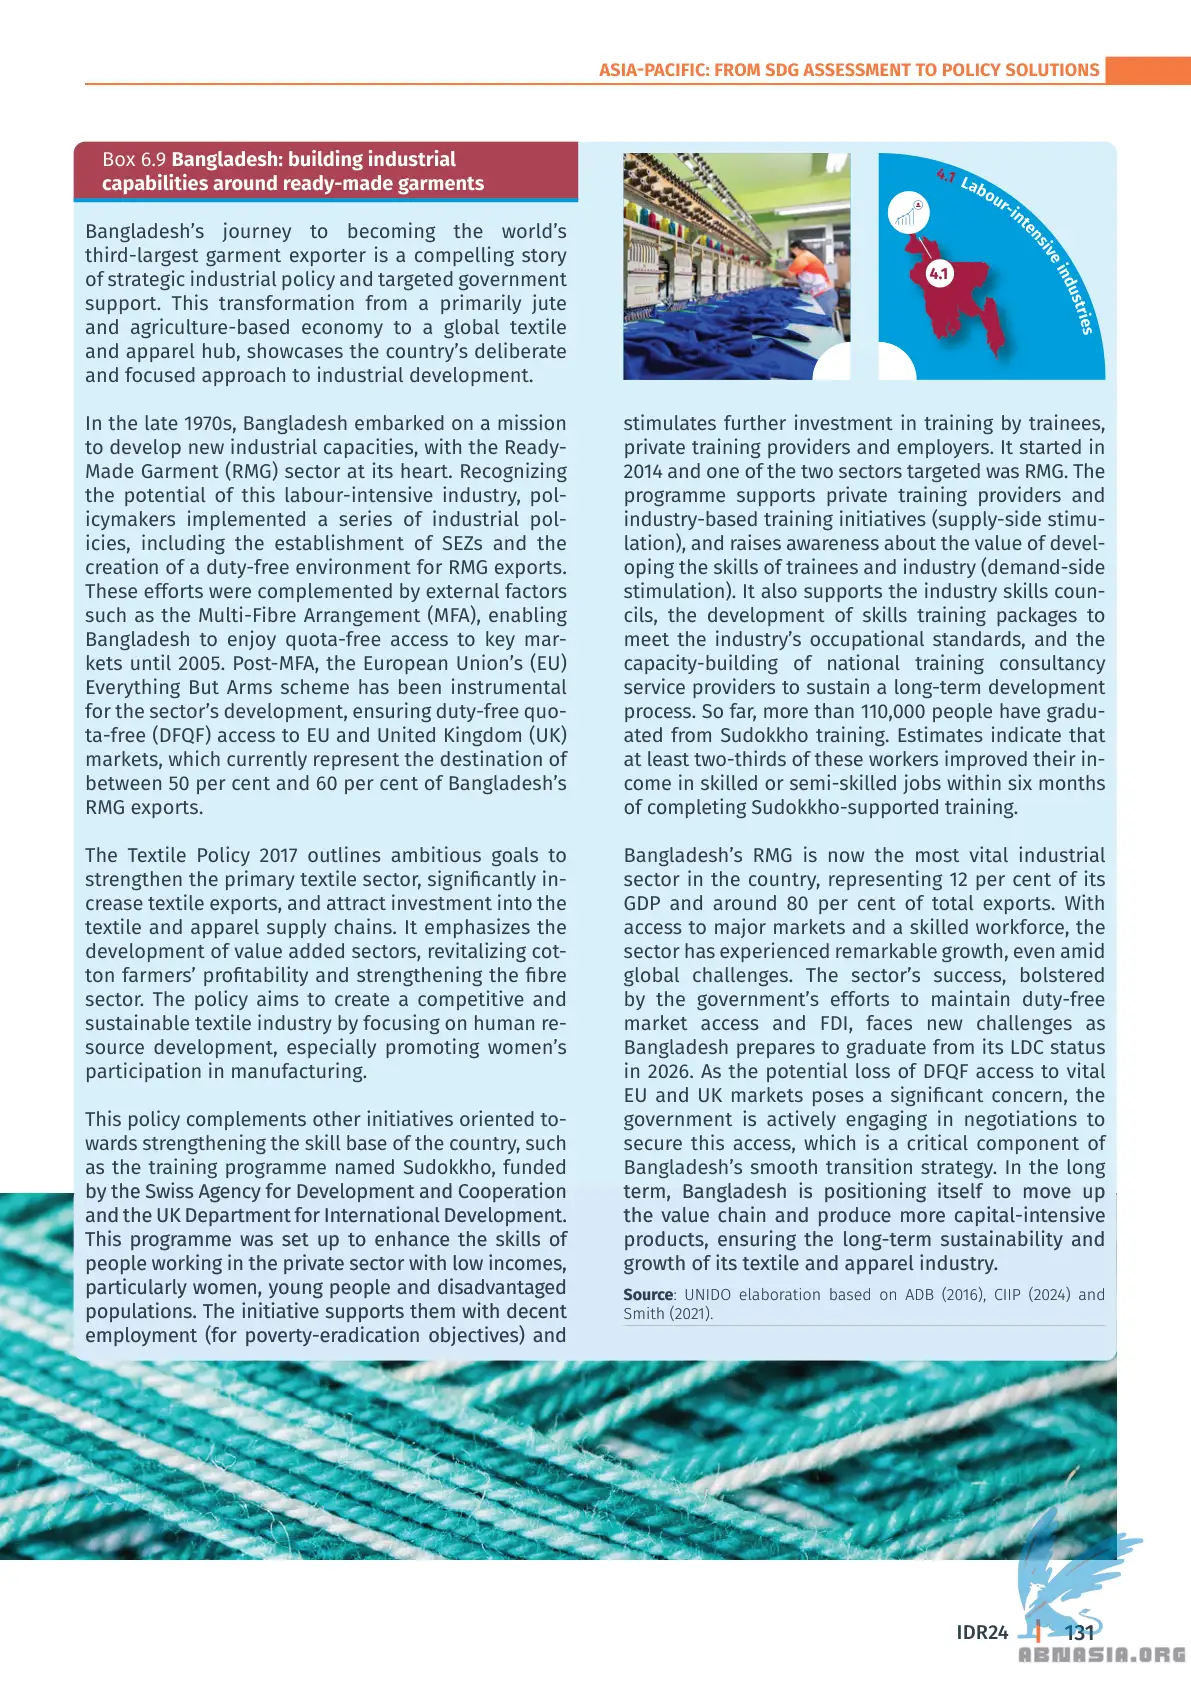 ASIA-PACIFIC: FROM SDG ASSESSMENT TO POLICY SOLUTIONS
Box 6.9 Bangladesh: building industrial
capabilities around ready-made garments
Bangladesh’s journey to becoming the world’s
third-largest garment exporter is a compelling story
of strategic industrial policy and targeted government
support. This transformation from a primarily jute
and agriculture-based economy to a global textile
and apparel hub, showcases the country’s deliberate
and focused approach to industrial development.
In the late 1970s, Bangladesh embarked on a mission
to develop new industrial capacities, with the Ready-
Made Garment (RMG) sector at its heart. Recognizing
the potential of this labour-intensive industry, pol-
icymakers implemented a series of industrial pol-
icies, including the establishment of SEZs and the
creation of a duty-free environment for RMG exports.
These efforts were complemented by external factors
such as the Multi-Fibre Arrangement (MFA), enabling
Bangladesh to enjoy quota-free access to key mar-
kets until 2005. Post-MFA, the European Union’s (EU)
Everything But Arms scheme has been instrumental
for the sector’s development, ensuring duty-free quo-
ta-free (DFQF) access to EU and United Kingdom (UK)
markets, which currently represent the destination of
between 50 per cent and 60 per cent of Bangladesh’s
RMG exports.
The Textile Policy 2017 outlines ambitious goals to
strengthen the primary textile sector, significantly in-
crease textile exports, and attract investment into the
textile and apparel supply chains. It emphasizes the
development of value added sectors, revitalizing cot-
ton farmers’ profitability and strengthening the fibre
sector. The policy aims to create a competitive and
sustainable textile industry by focusing on human re-
source development, especially promoting women’s
participation in manufacturing.
This policy complements other initiatives oriented to-
wards strengthening the skill base of the country, such
as the training programme named Sudokkho, funded
by the Swiss Agency for Development and Cooperation
and the UK Department for International Development.
This programme was set up to enhance the skills of
people working in the private sector with low incomes,
particularly women, young people and disadvantaged
populations. The initiative supports them with decent
employment (for poverty-eradication objectives) and
4.1 Labour-intensive industries
4.1
stimulates further investment in training by trainees,
private training providers and employers. It started in
2014 and one of the two sectors targeted was RMG. The
programme supports private training providers and
industry-based training initiatives (supply-side stimu-
lation), and raises awareness about the value of devel-
oping the skills of trainees and industry (demand-side
stimulation). It also supports the industry skills coun-
cils, the development of skills training packages to
meet the industry’s occupational standards, and the
capacity-building of national training consultancy
service providers to sustain a long-term development
process. So far, more than 110,000 people have gradu-
ated from Sudokkho training. Estimates indicate that
at least two-thirds of these workers improved their in-
come in skilled or semi-skilled jobs within six months
of completing Sudokkho-supported training.
Bangladesh’s RMG is now the most vital industrial
sector in the country, representing 12 per cent of its
GDP and around 80 per cent of total exports. With
access to major markets and a skilled workforce, the
sector has experienced remarkable growth, even amid
global challenges. The sector’s success, bolstered
by the government’s efforts to maintain duty-free
market access and FDI, faces new challenges as
Bangladesh prepares to graduate from its LDC status
in 2026. As the potential loss of DFQF access to vital
EU and UK markets poses a significant concern, the
government is actively engaging in negotiations to
secure this access, which is a critical component of
Bangladesh’s smooth transition strategy. In the long
term, Bangladesh is positioning itself to move up
the value chain and produce more capital-intensive
products, ensuring the long-term sustainability and
growth of its textile and apparel industry.
Source: UNIDO elaboration based on ADB (2016), CIIP (2024) and
Smith (2021).
IDR24 | 131
ABNASIA.ORG